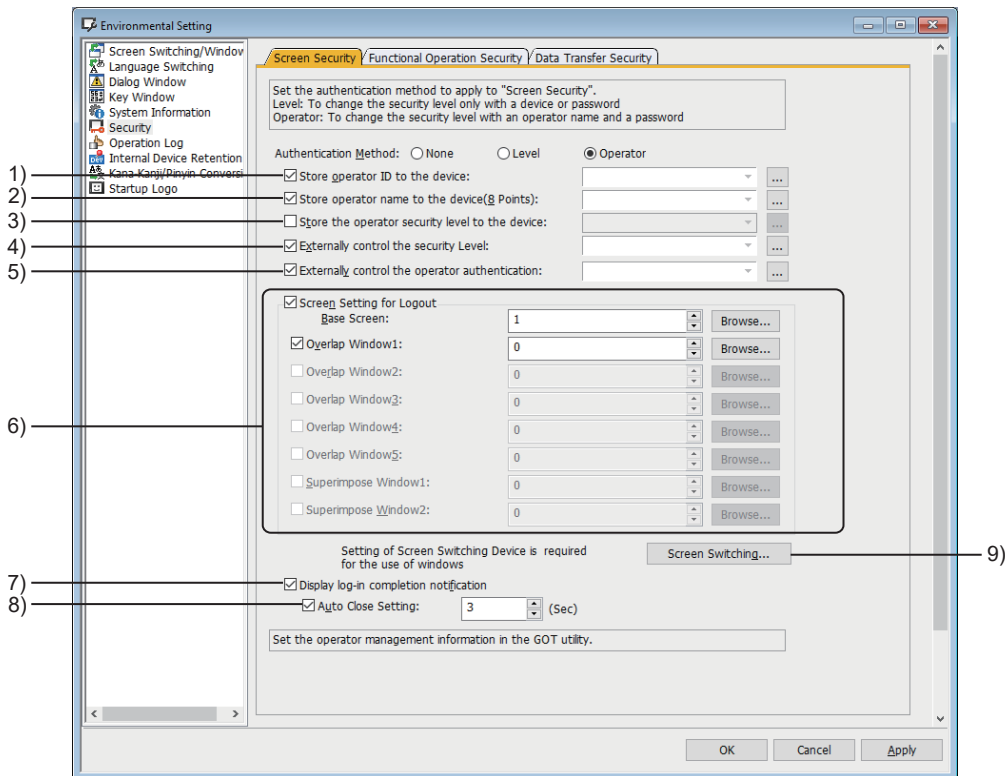 Environmental Setting
Screen Switching/Window
Language Switching
Dialog Window
Key Window
System Information
Security
Operation Log
Internal Device Retention
Kana-Kanji/Pinyin Conversi
Startup Logo
Screen Security
Functional Operation Security
Data Transfer Security
Set the authentication method to apply to "Screen Security".
Level: To change the security level only with a device or password
Operator: To change the security level with an operator name and a password
Authentication Method: None Level Operator
1) Store operator ID to the device: ...
2) Store operator name to the device(8 Points): ...
3) Store the operator security level to the device: ...
4) Externally control the security Level: ...
5) Externally control the operator authentication: ...
6)
Screen Setting for Logout
Base Screen: 1 Browse...
Overlap Window1: 0 Browse...
Overlap Window2: 0 Browse...
Overlap Window3: 0 Browse...
Overlap Window4: 0 Browse...
Overlap Window5: 0 Browse...
Superimpose Window1: 0 Browse...
Superimpose Window2: 0 Browse...
Setting of Screen Switching Device is required
for the use of windows
Screen Switching... 9)
7) Display log-in completion notification
8) Auto Close Setting: 3 (Sec)
Set the operator management information in the GOT utility.
OK Cancel Apply